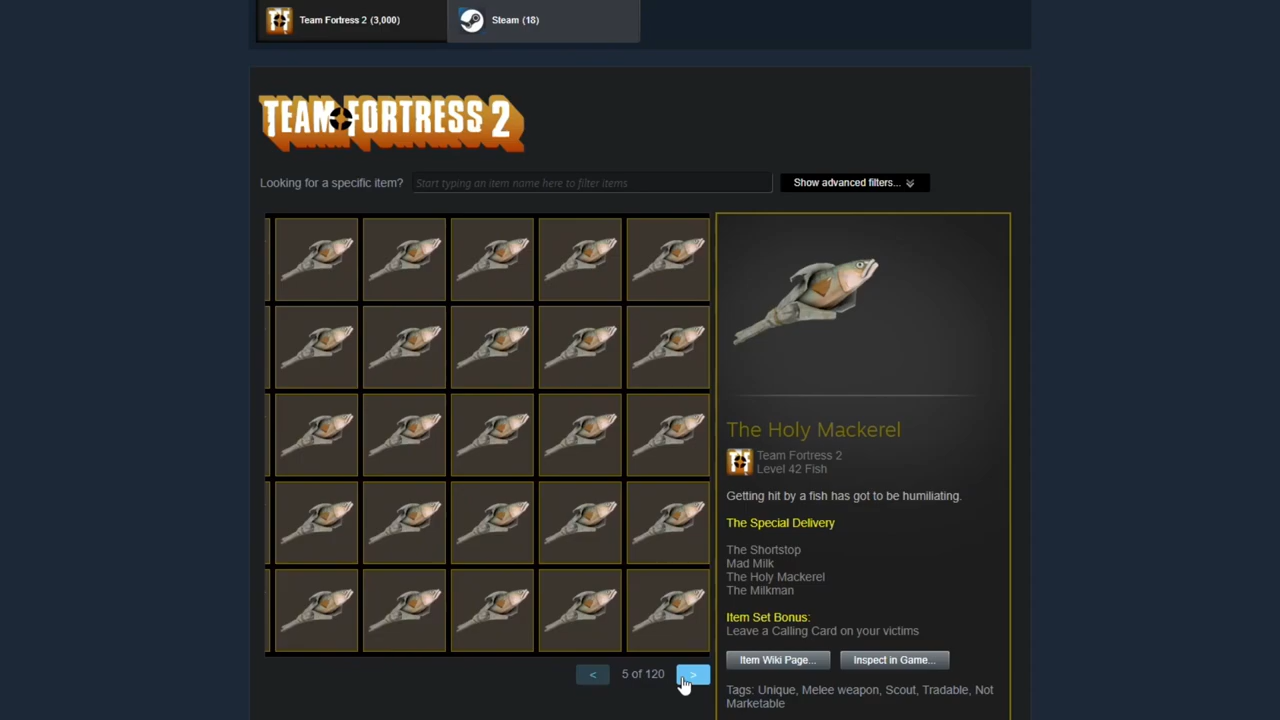 Team Fortress 2 (3,000)
Steam (18)
TEAM FORTRESS 2
Looking for a specific item?
Start typing an item name here to filter items
Show advanced filters...
The Holy Mackerel
Team Fortress 2
Level 42 Fish
Getting hit by a fish has got to be humiliating.
The Special Delivery
The Shortstop
Mad Milk
The Holy Mackerel
The Milkman
Item Set Bonus:
Leave a Calling Card on your victims
< 5 of 120 >
Item Wiki Page...
Inspect in Game...
Tags: Unique, Melee weapon, Scout, Tradable, Not
Marketable